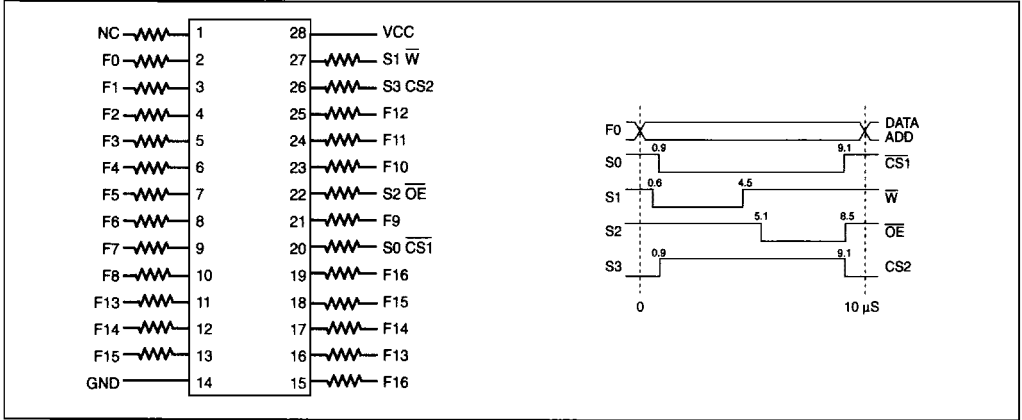 NC 1 28 VCC
F0 2 27 S1 W̅
F1 3 26 S3 CS2
F2 4 25 F12
F3 5 24 F11
F4 6 23 F10
F5 7 22 S2 O̅E̅
F6 8 21 F9
F7 9 20 S0 C̅S̅1̅
F8 10 19 F16
F13 11 18 F15
F14 12 17 F14
F15 13 16 F13
GND 14 15 F16
F0 DATA
ADD
S0 0.9 9.1 C̅S̅1̅
S1 0.6 4.5 W̅
S2 5.1 8.5 O̅E̅
S3 0.9 9.1 CS2
0 10 µS